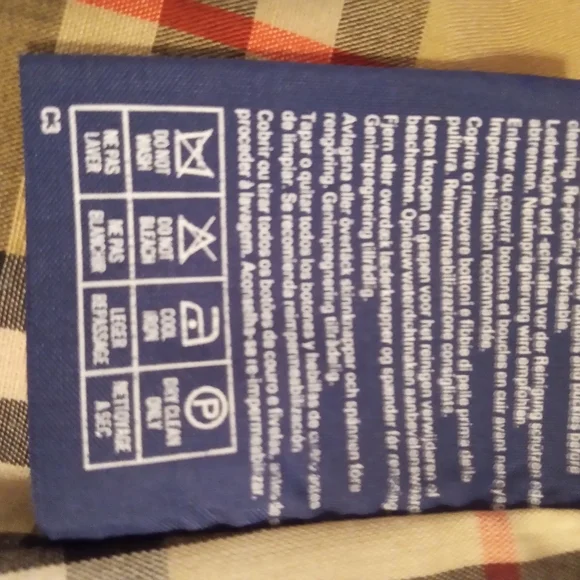 cleaning. Re-proofing advisable.
Lederknöpfe und -schnallen vor der Reinigung schützen oder
abtrennen. Neuimprägnierung wird empfohlen.
Enlever ou couvrir boutons et boucles en cuir avant nettoyage
Imperméabilisation recommandée.
Coprire o rimuovere bottoni e fibbie di pelle prima della
pulitura. Reimpermeabilizzazione consigliata.
Leren knopen en gespen voor het reinigen verwijderen of
beschermen. Opnieuw waterdichtmaken aanbevelenswaardig
Fjern eller overdæk læderknapper og spænder før rensning
Genimprægnering tilrådelig.
Avlägsna eller övertäck skinnknappar och spännen före
rengöring. Genimpregnering tillrådlig.
Tapar o quitar todos los botones y hebillas de cuero antes
de limpiar. Se recomienda reimpermeabilización
Cobrir ou tirar todos os botões de couro e fivelas, antes de
proceder à lavagem. Aconselha-se re-impermeabilizar.
DO NOT
WASH
NE PAS
LAVER
DO NOT
BLEACH
NE PAS
BLANCHIR
COOL
IRON
LEGER
REPASSAGE
P
DRY CLEAN
ONLY
NETTOYAGE
A SEC
C3